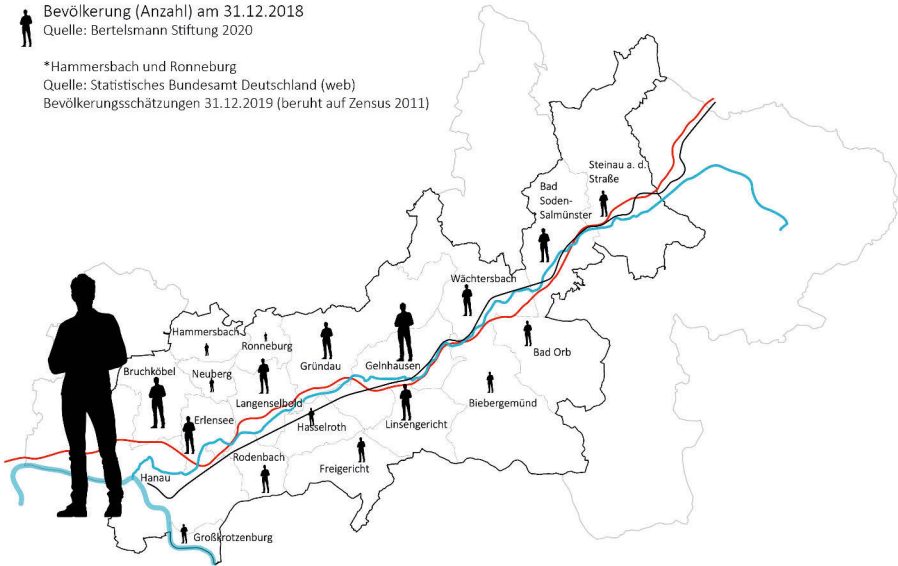 Bevölkerung (Anzahl) am 31.12.2018
Quelle: Bertelsmann Stiftung 2020
*Hammersbach und Ronneburg
Quelle: Statistisches Bundesamt Deutschland (web)
Bevölkerungsschätzungen 31.12.2019 (beruht auf Zensus 2011)
Steinau a. d.
Straße
Bad
Soden-
Salmünster
Wächtersbach
Hammersbach
Ronneburg
Gründau
Gelnhausen
Bad Orb
Bruchköbel
Neuberg
Langenselbold
Biebergemünd
Erlensee
Hasselroth
Linsengericht
Rodenbach
Freigericht
Hanau
Großkrotzenburg